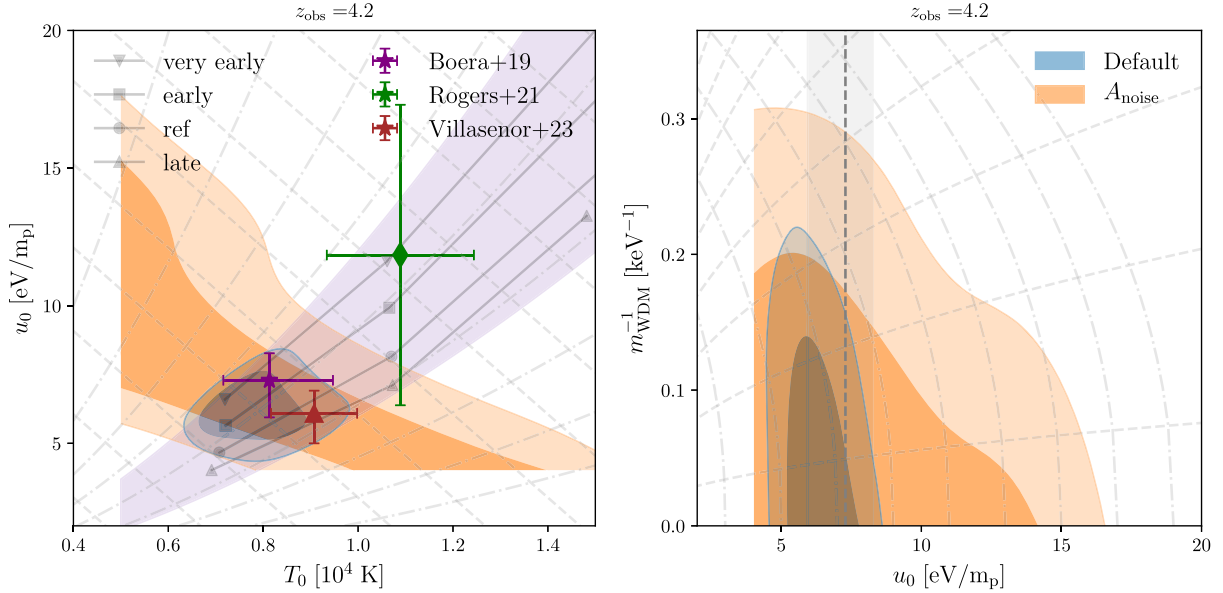 z_obs =4.2
20
15
10
5
u_0 [eV/m_p]
very early
early
ref
late
Boera+19
Rogers+21
Villasenor+23
0.4 0.6 0.8 1.0 1.2 1.4
T_0 [10^4 K]
z_obs =4.2
0.3
0.2
0.1
0.0
m_WDM^−1 [keV^−1]
Default
A_noise
5 10 15 20
u_0 [eV/m_p]